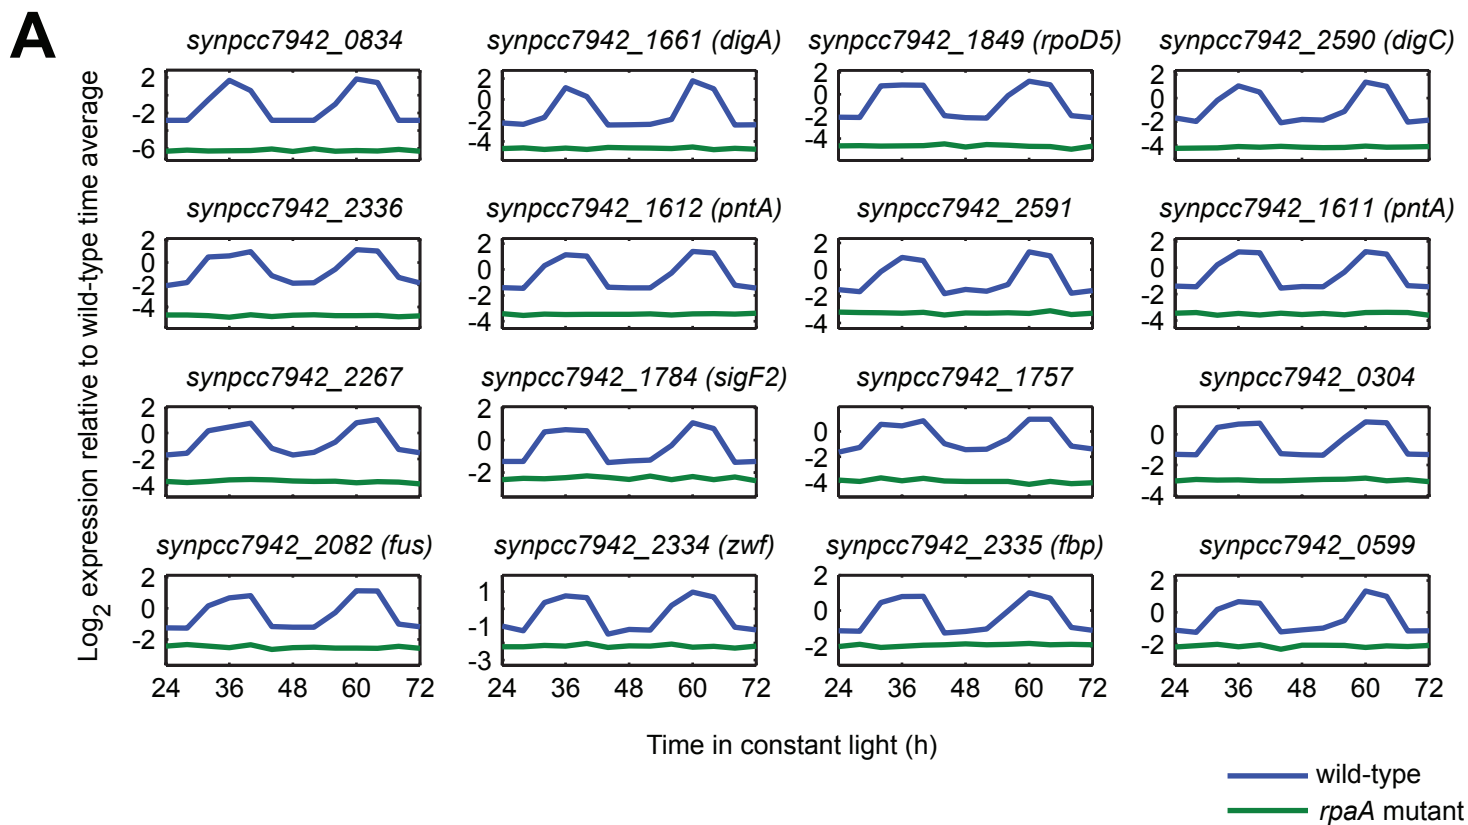 A
synpcc7942_0834
synpcc7942_1661 (digA)
synpcc7942_1849 (rpoD5)
synpcc7942_2590 (digC)
2
-2
-6
2
0
-2
-4
2
0
-2
-4
2
0
-2
-4
synpcc7942_2336
synpcc7942_1612 (pntA)
synpcc7942_2591
synpcc7942_1611 (pntA)
2
0
-2
-4
2
0
-2
-4
2
0
-2
-4
2
0
-2
-4
synpcc7942_2267
synpcc7942_1784 (sigF2)
synpcc7942_1757
synpcc7942_0304
2
0
-2
-4
2
0
-2
0
-2
-4
0
-2
-4
synpcc7942_2082 (fus)
synpcc7942_2334 (zwf)
synpcc7942_2335 (fbp)
synpcc7942_0599
2
0
-2
1
-1
-3
2
0
-2
2
0
-2
24 36 48 60 72
24 36 48 60 72
24 36 48 60 72
24 36 48 60 72
Log2 expression relative to wild-type time average
Time in constant light (h)
wild-type
rpaA mutant